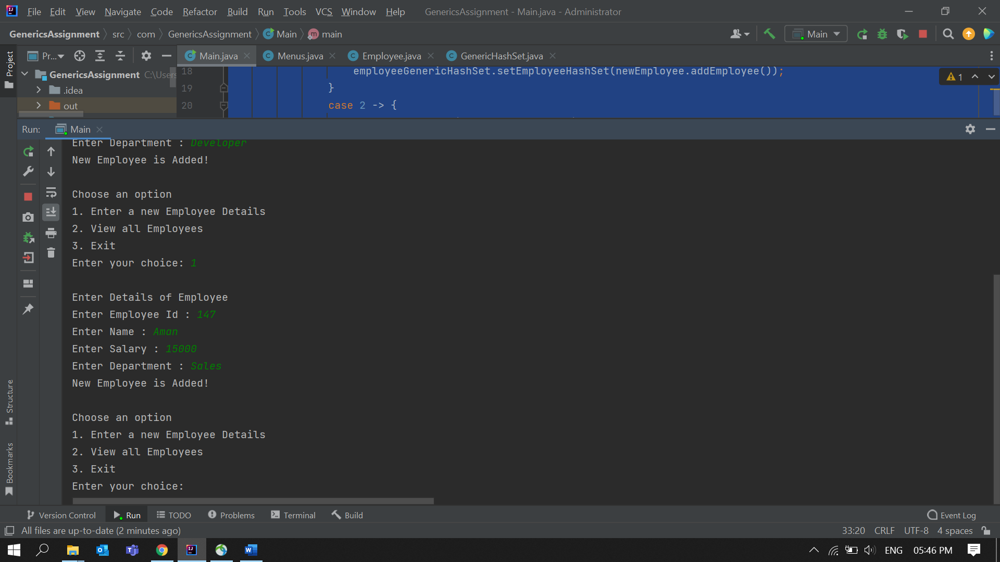 File Edit View Navigate Code Refactor Build Run Tools VCS Window Help GenericsAssignment - Main.java - Administrator
GenericsAssignment src com GenericsAssignment Main main Main
Project
Pr... Main.java Menus.java Employee.java GenericHashSet.java
GenericsAssignment C:\Users
.idea
out
18 employeeGenericHashSet.setEmployeeHashSet(newEmployee.addEmployee());
19 }
20 case 2 -> {
1
Run: Main
Enter Department : Developer
New Employee is Added!
Choose an option
1. Enter a new Employee Details
2. View all Employees
3. Exit
Enter your choice: 1
Enter Details of Employee
Enter Employee Id : 147
Enter Name : Aman
Enter Salary : 15000
Enter Department : Sales
New Employee is Added!
Choose an option
1. Enter a new Employee Details
2. View all Employees
3. Exit
Enter your choice:
Structure
Bookmarks
Version Control Run TODO Problems Terminal Build Event Log
All files are up-to-date (2 minutes ago) 33:20 CRLF UTF-8 4 spaces
ENG 05:46 PM